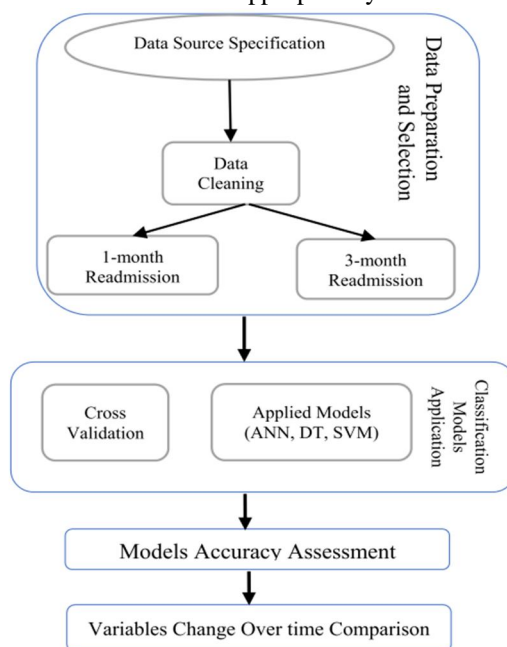 Data Source Specification
Data Preparation
and Selection
Data
Cleaning
1-month
Readmission
3-month
Readmission
Cross
Validation
Applied Models
(ANN, DT, SVM)
Classification
Models
Application
Models Accuracy Assessment
Variables Change Over time Comparison